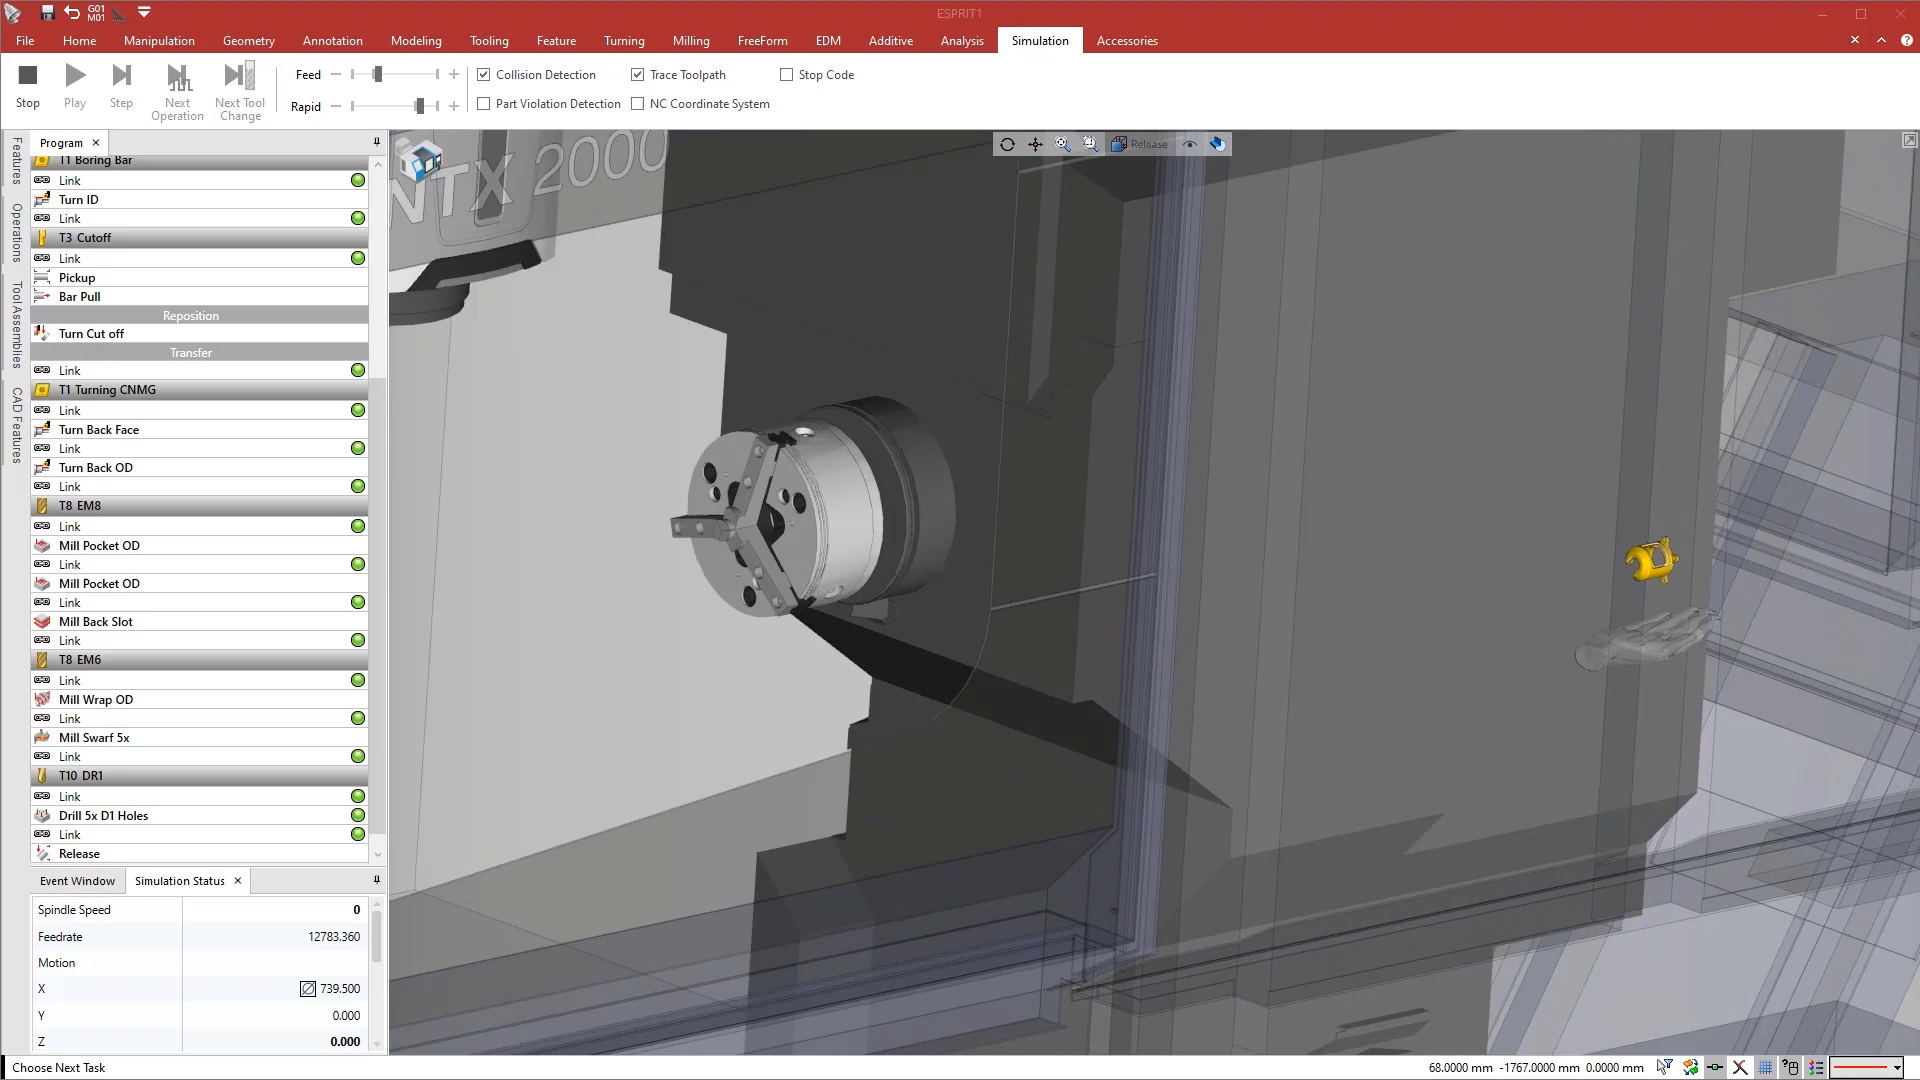 G01
M01
ESPRIT1
File Home Manipulation Geometry Annotation Modeling Tooling Feature Turning Milling FreeForm EDM Additive Analysis Simulation Accessories
Stop
Play
Step
Next
Operation
Next Tool
Change
Feed
Rapid
Collision Detection
Trace Toolpath
Stop Code
Part Violation Detection
NC Coordinate System
Features
Operations
Tool Assemblies
CAD Features
Program
T1 Boring Bar
Link
Turn ID
Link
T3 Cutoff
Link
Pickup
Bar Pull
Reposition
Turn Cut off
Transfer
Link
T1 Turning CNMG
Link
Turn Back Face
Link
Turn Back OD
Link
T8 EM8
Link
Mill Pocket OD
Link
Mill Pocket OD
Link
Mill Back Slot
Link
T8 EM6
Link
Mill Wrap OD
Link
Mill Swarf 5x
Link
T10 DR1
Link
Drill 5x D1 Holes
Link
Release
Event Window
Simulation Status
Spindle Speed 0
Feedrate 12783.360
Motion
X 739.500
Y 0.000
Z 0.000
NTX 2000
Release
Choose Next Task
68.0000 mm -1767.0000 mm 0.0000 mm